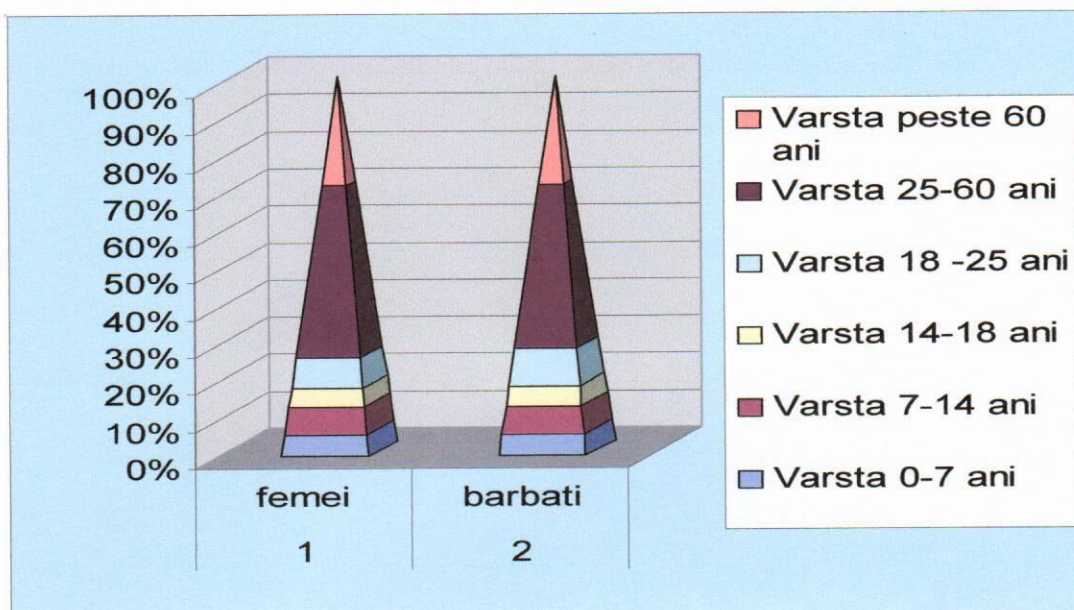 100%
90%
80%
70%
60%
50%
40%
30%
20%
10%
0%
femei
barbati
1
2
Varsta peste 60
ani
Varsta 25-60 ani
Varsta 18 -25 ani
Varsta 14-18 ani
Varsta 7-14 ani
Varsta 0-7 ani